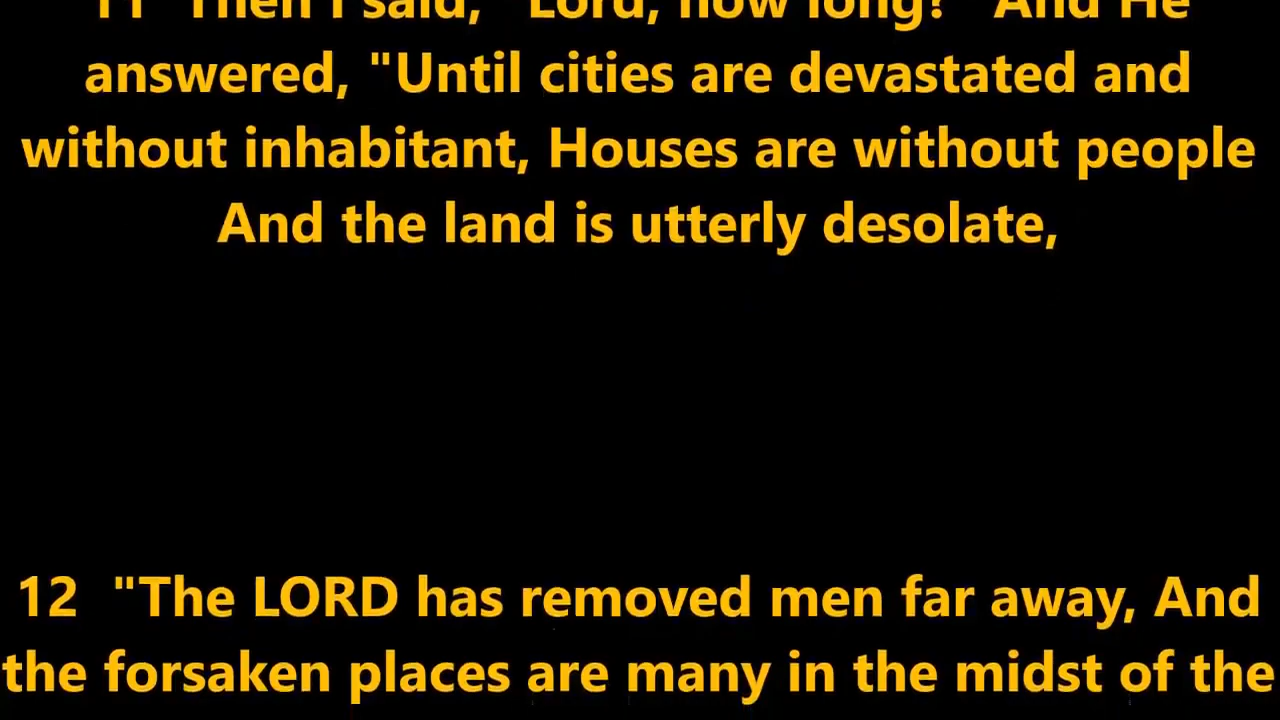 11 "Then I said, "Lord, how long?" And He
answered, "Until cities are devastated and
without inhabitant, Houses are without people
And the land is utterly desolate,
12 "The LORD has removed men far away, And
the forsaken places are many in the midst of the